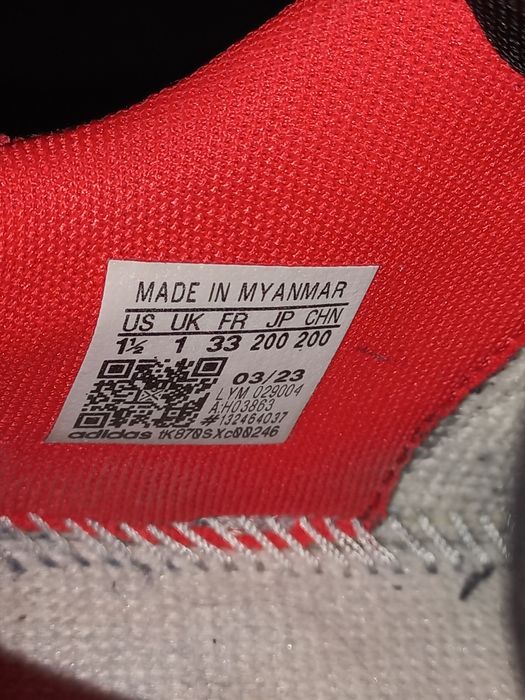 MADE IN MYANMAR
US UK FR JP CHN
1½ 1 33 200 200
03/23
LYM 029004
A:H03863
#132464037
adidas tK870SXc00246